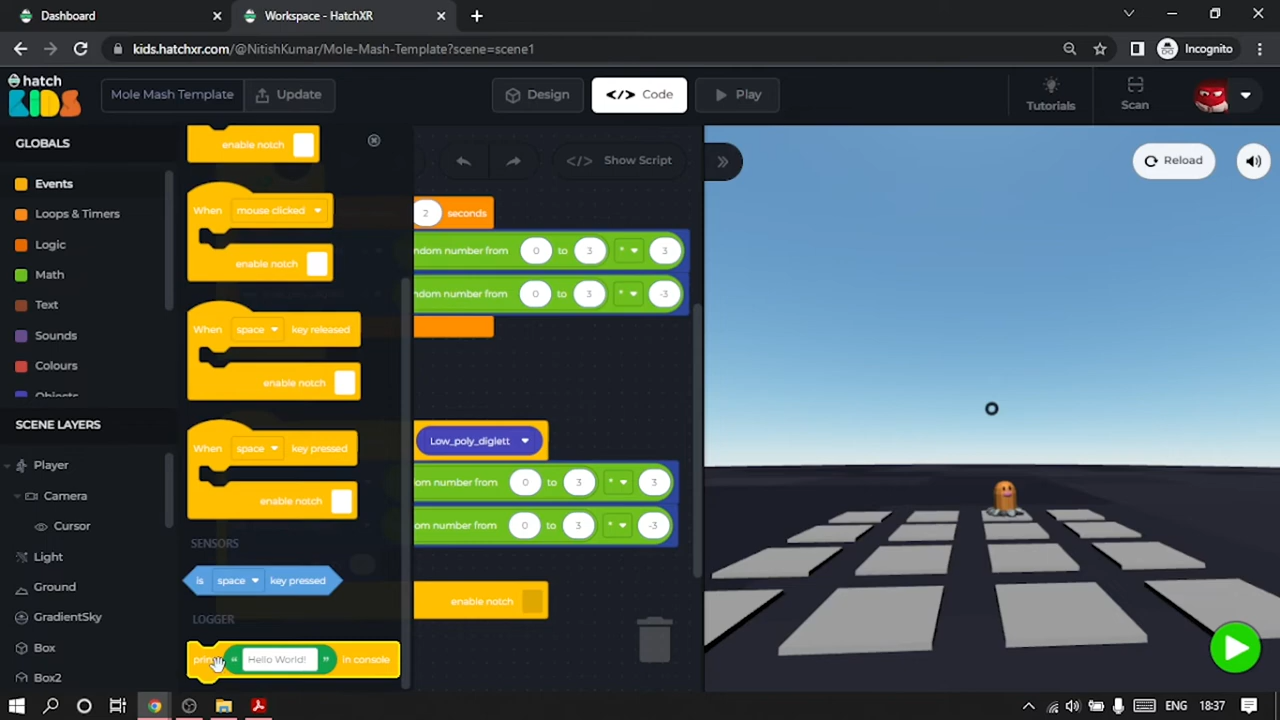 Dashboard
Workspace - HatchXR
kids.hatchxr.com/@NitishKumar/Mole-Mash-Template?scene=scene1
Incognito
hatch
KIDS
Mole Mash Template
Update
Design
</> Code
Play
Tutorials
Scan
GLOBALS
Events
Loops & Timers
Logic
Math
Text
Sounds
Colours
Objects
SCENE LAYERS
Player
Camera
Cursor
Light
Ground
GradientSky
Box
Box2
enable notch
When mouse clicked
enable notch
When space key released
enable notch
When space key pressed
enable notch
SENSORS
is space key pressed
LOGGER
print “ Hello World! ” in console
</> Show Script
2 seconds
ndom number from 0 to 3 * 3
ndom number from 0 to 3 * -3
Low_poly_diglett
om number from 0 to 3 * 3
om number from 0 to 3 * -3
enable notch
Reload
ENG
18:37